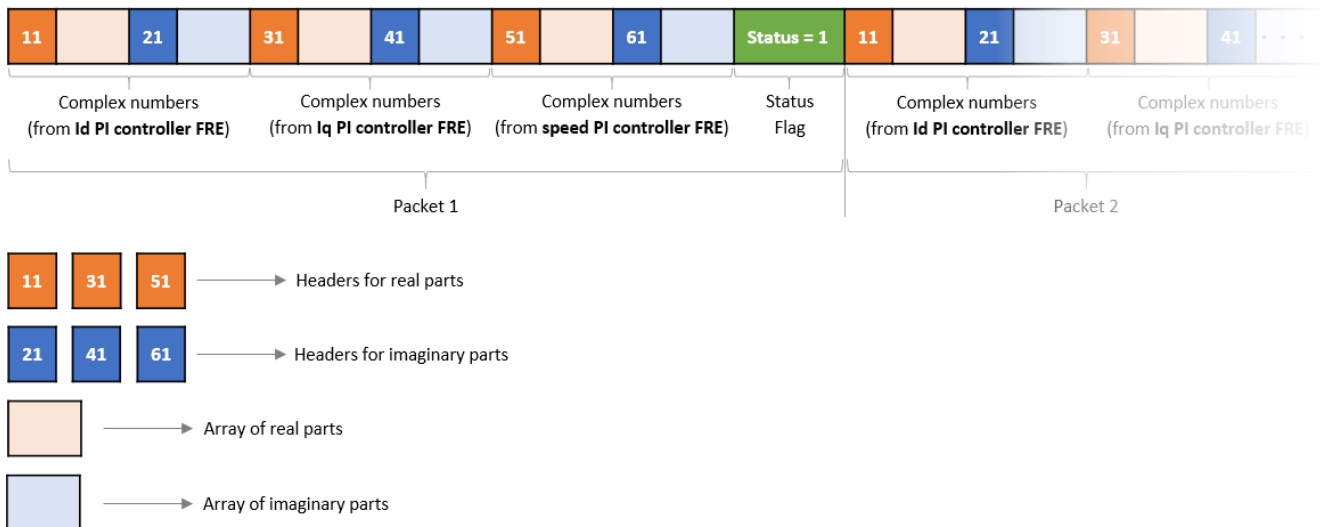 11 21 31 41 51 61 Status = 1 11 21 31 41 . . .
Complex numbers Complex numbers Complex numbers Status Complex numbers Complex numbers
(from Id PI controller FRE) (from Iq PI controller FRE) (from speed PI controller FRE) Flag (from Id PI controller FRE) (from Iq PI controller FRE)
Packet 1 Packet 2
11 31 51 Headers for real parts
21 41 61 Headers for imaginary parts
Array of real parts
Array of imaginary parts